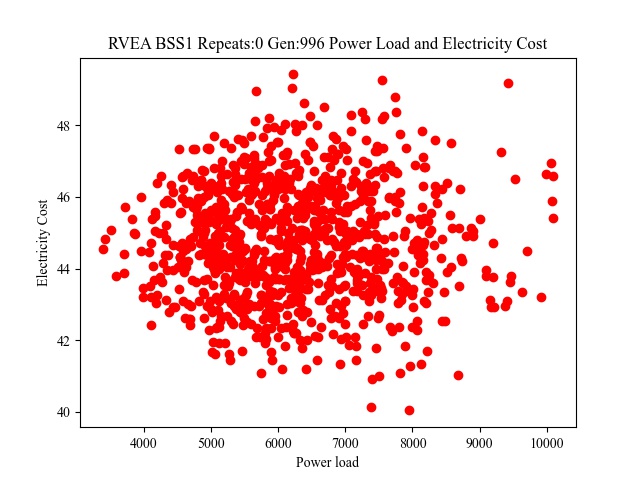 RVEA BSS1 Repeats:0 Gen:996 Power Load and Electricity Cost
48
46
44
42
40
Electricity Cost
4000 5000 6000 7000 8000 9000 10000
Power load